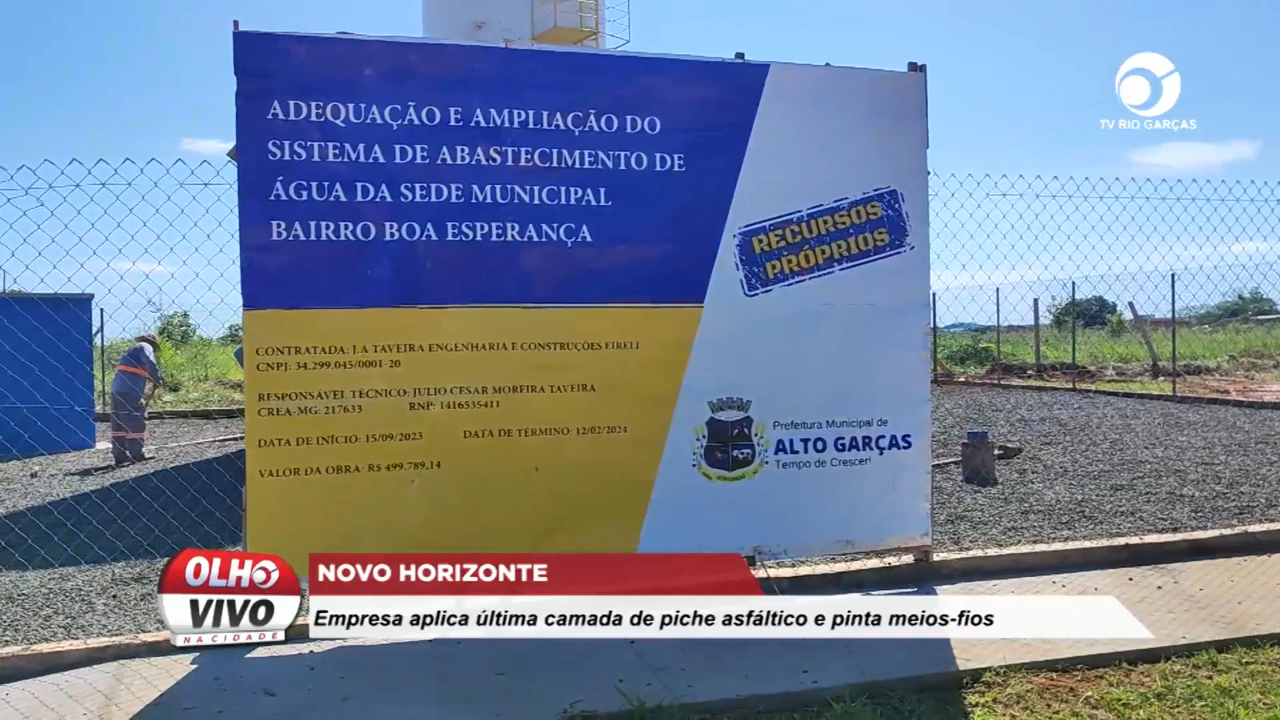 ADEQUAÇÃO E AMPLIAÇÃO DO
SISTEMA DE ABASTECIMENTO DE
ÁGUA DA SEDE MUNICIPAL
BAIRRO BOA ESPERANÇA
RECURSOS
PRÓPRIOS
CONTRATADA: J.A TAVEIRA ENGENHARIA E CONSTRUÇÕES EIRELI
CNPJ: 34.299.045/0001-20
RESPONSÁVEL TÉCNICO: JULIO CESAR MOREIRA TAVEIRA
CREA-MG: 217633 RNP: 1416535411
DATA DE INÍCIO: 15/09/2023 DATA DE TÉRMINO: 12/02/2024
VALOR DA OBRA: R$ 499.789,14
Prefeitura Municipal de
ALTO GARÇAS
Tempo de Crescer!
TV RIO GARÇAS
OLHO
VIVO
NA CIDADE
NOVO HORIZONTE
Empresa aplica última camada de piche asfáltico e pinta meios-fios